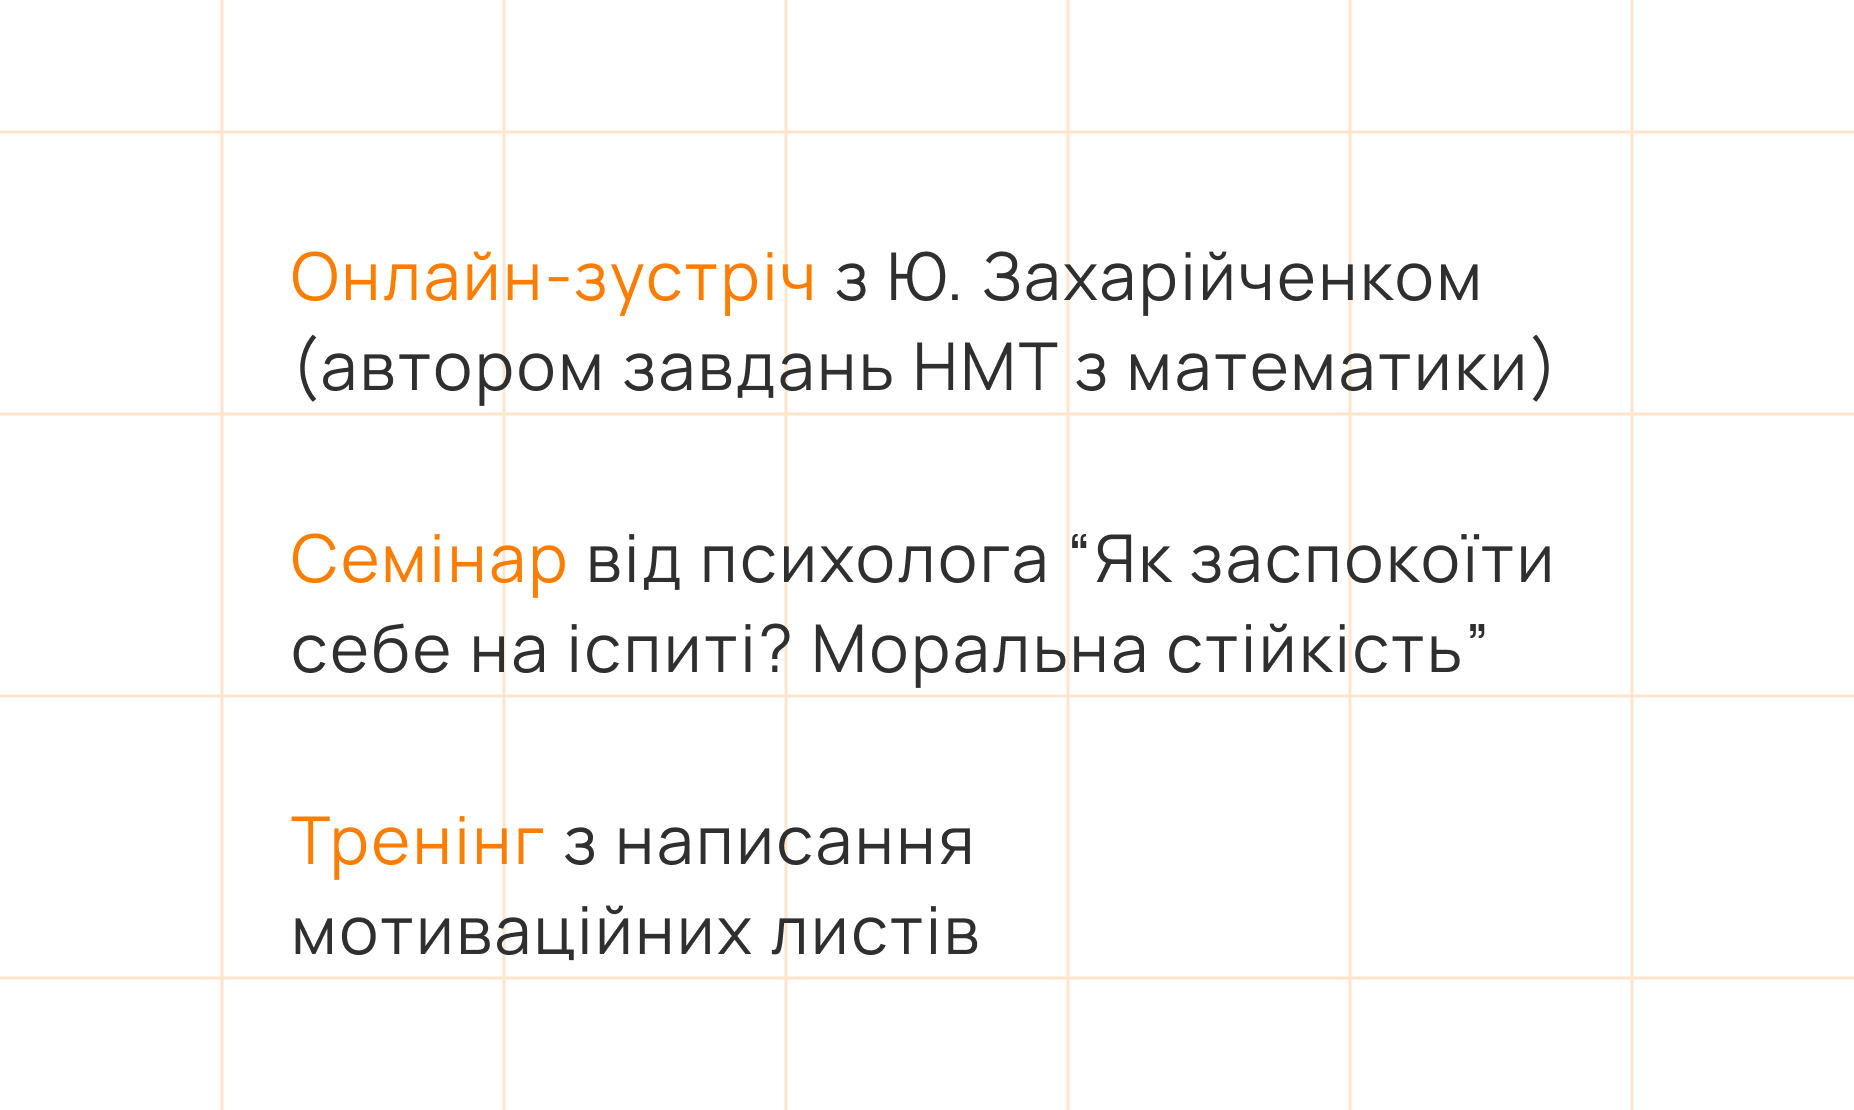 Онлайн-зустріч з Ю. Захарійченком
(автором завдань НМТ з математики)
Семінар від психолога “Як заспокоїти
себе на іспиті? Моральна стійкість”
Тренінг з написання
мотиваційних листів